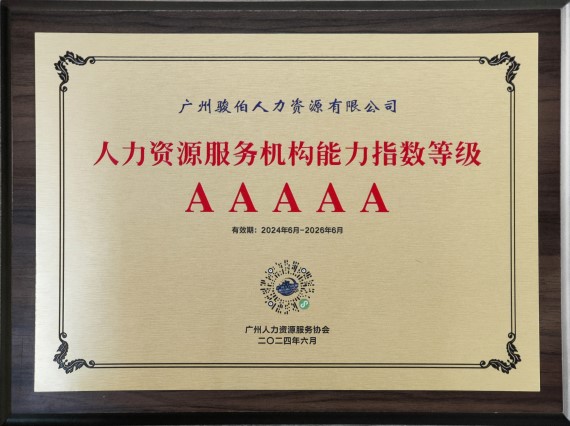 广州骏伯人力资源有限公司
人力资源服务机构能力指数等级
AAAAA
有效期：2024年6月-2026年6月
广州人力资源服务协会
二〇二四年六月